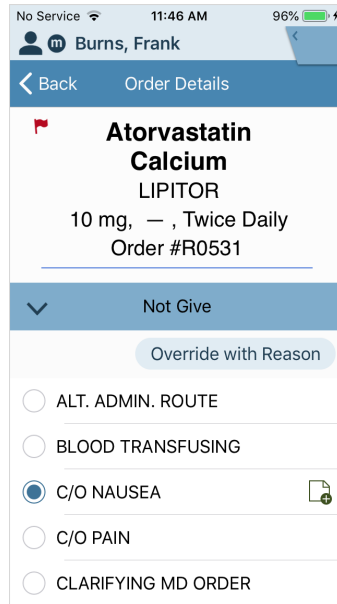 No Service 11:46 AM 96%
m Burns, Frank
Back Order Details
Atorvastatin
Calcium
LIPITOR
10 mg, — , Twice Daily
Order #R0531
Not Give
Override with Reason
ALT. ADMIN. ROUTE
BLOOD TRANSFUSING
C/O NAUSEA
C/O PAIN
CLARIFYING MD ORDER